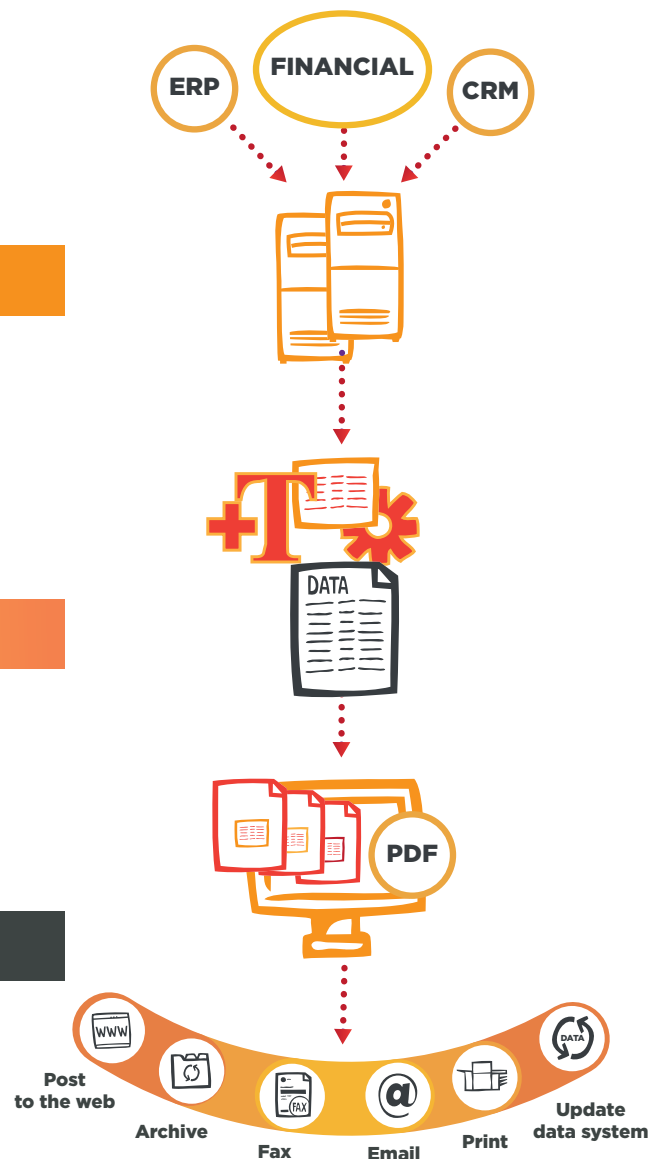 ERP
FINANCIAL
CRM
+T
DATA
PDF
WWW
FAX
@
DATA
Post
to the web
Archive
Fax
Email
Print
Update
data system